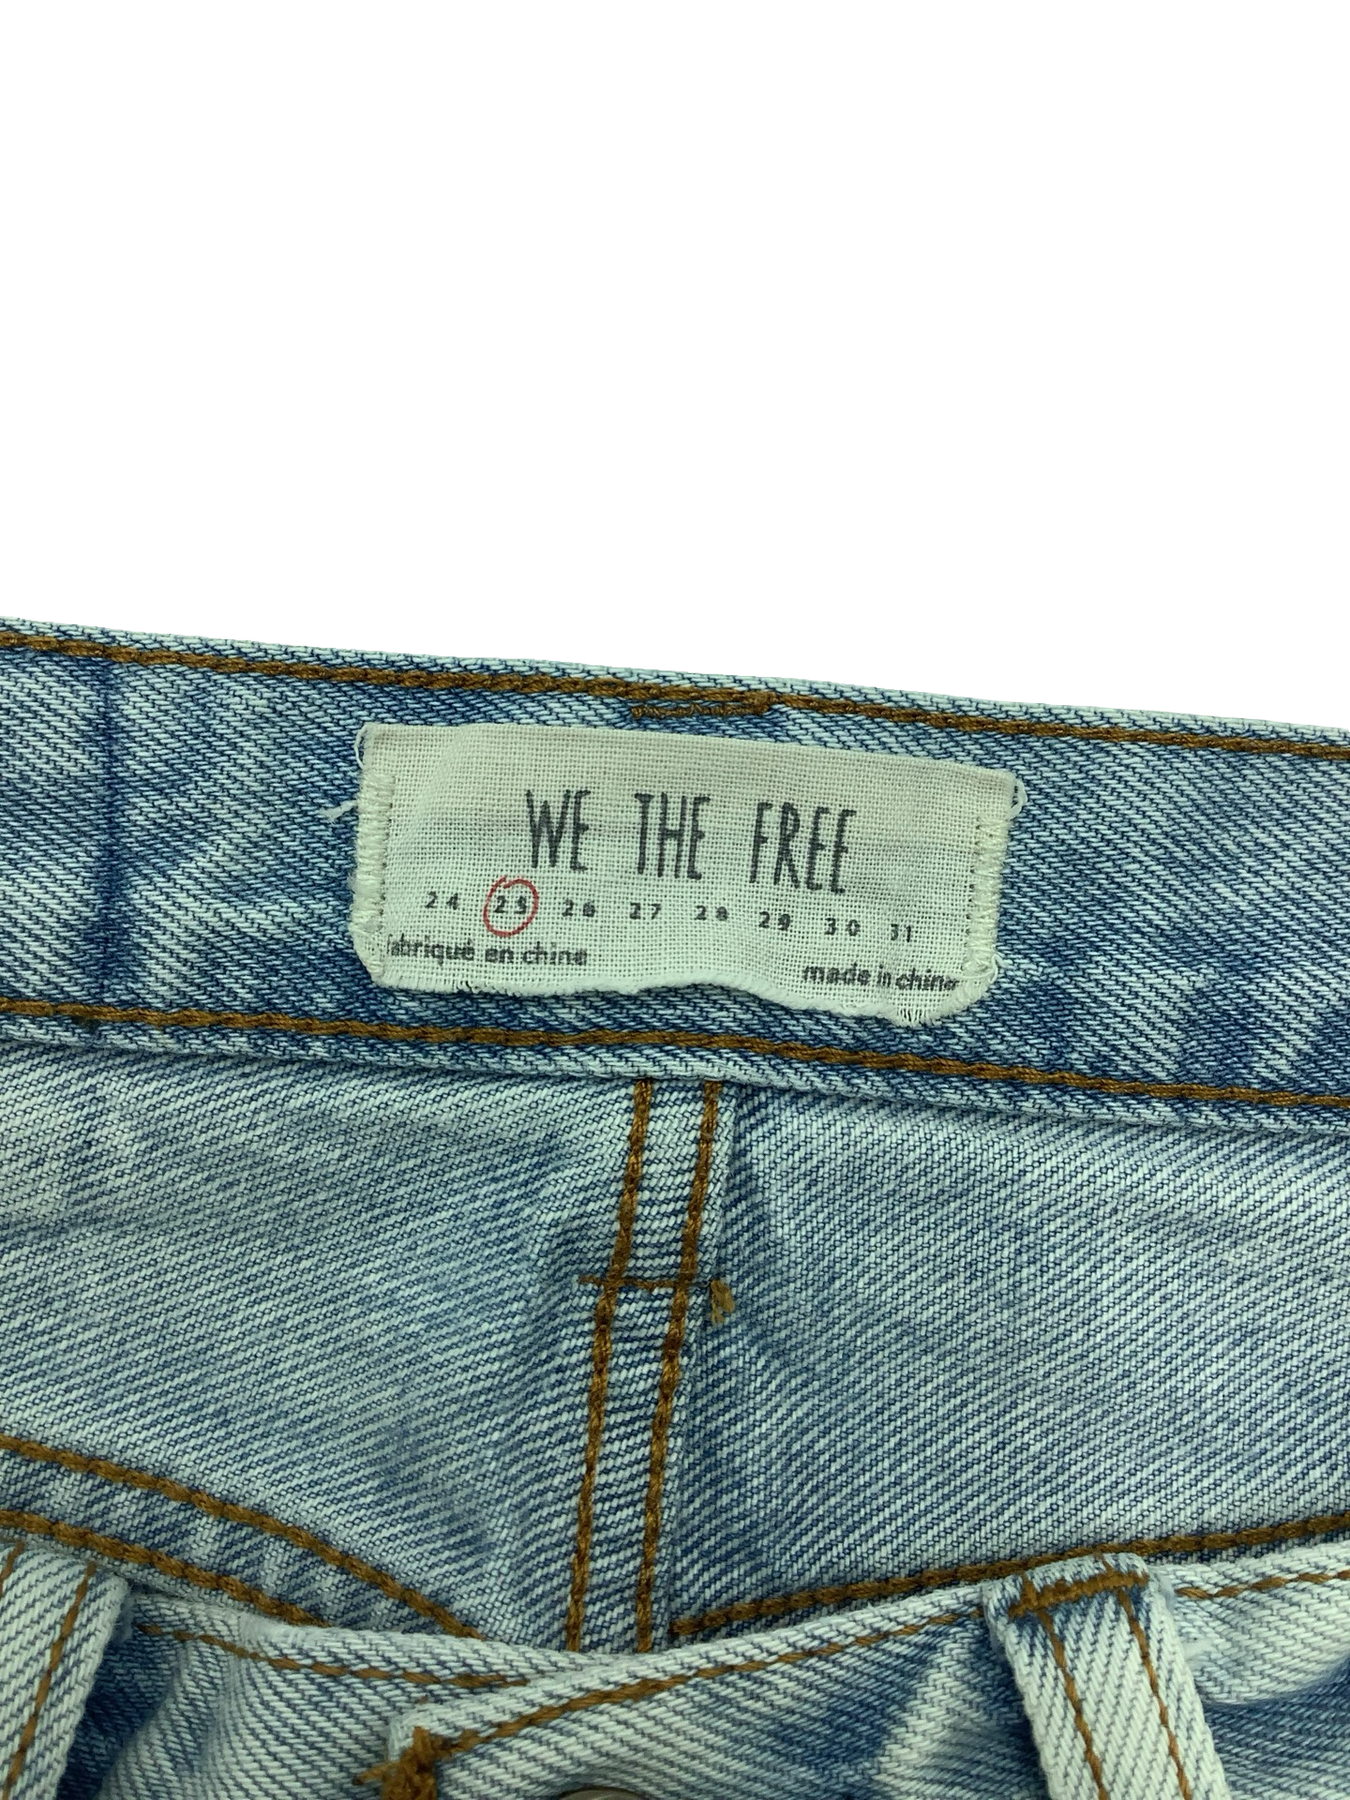 WE THE FREE
24 25 26 27 28 29 30 31
fabriqué en chine
made in china